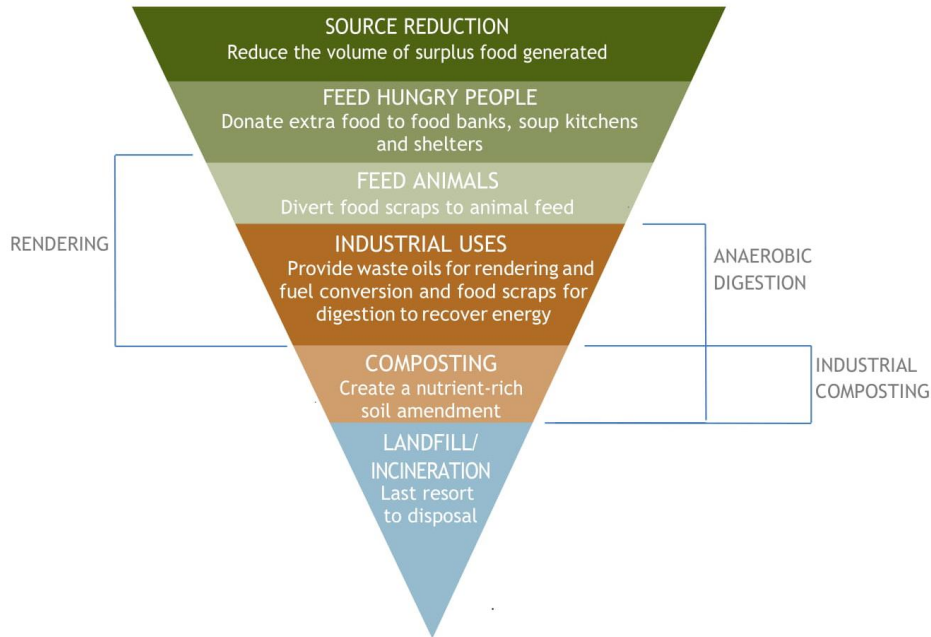 SOURCE REDUCTION
Reduce the volume of surplus food generated
FEED HUNGRY PEOPLE
Donate extra food to food banks, soup kitchens
and shelters
FEED ANIMALS
Divert food scraps to animal feed
RENDERING
INDUSTRIAL USES
Provide waste oils for rendering and
fuel conversion and food scraps for
digestion to recover energy
ANAEROBIC
DIGESTION
COMPOSTING
Create a nutrient-rich
soil amendment
INDUSTRIAL
COMPOSTING
LANDFILL/
INCINERATION
Last resort
to disposal